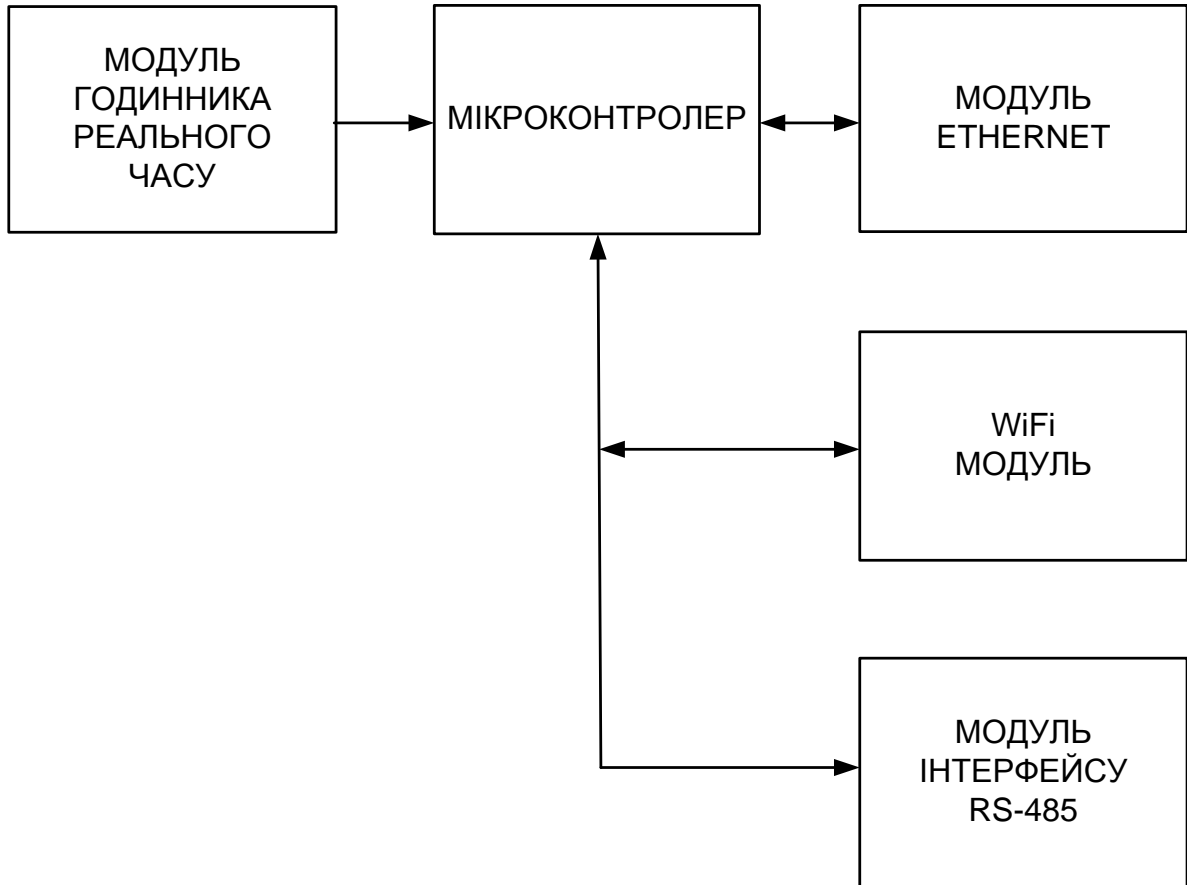 МОДУЛЬ
ГОДИННИКА
РЕАЛЬНОГО
ЧАСУ
МІКРОКОНТРОЛЕР
МОДУЛЬ
ETHERNET
WiFi
МОДУЛЬ
МОДУЛЬ
ІНТЕРФЕЙСУ
RS-485